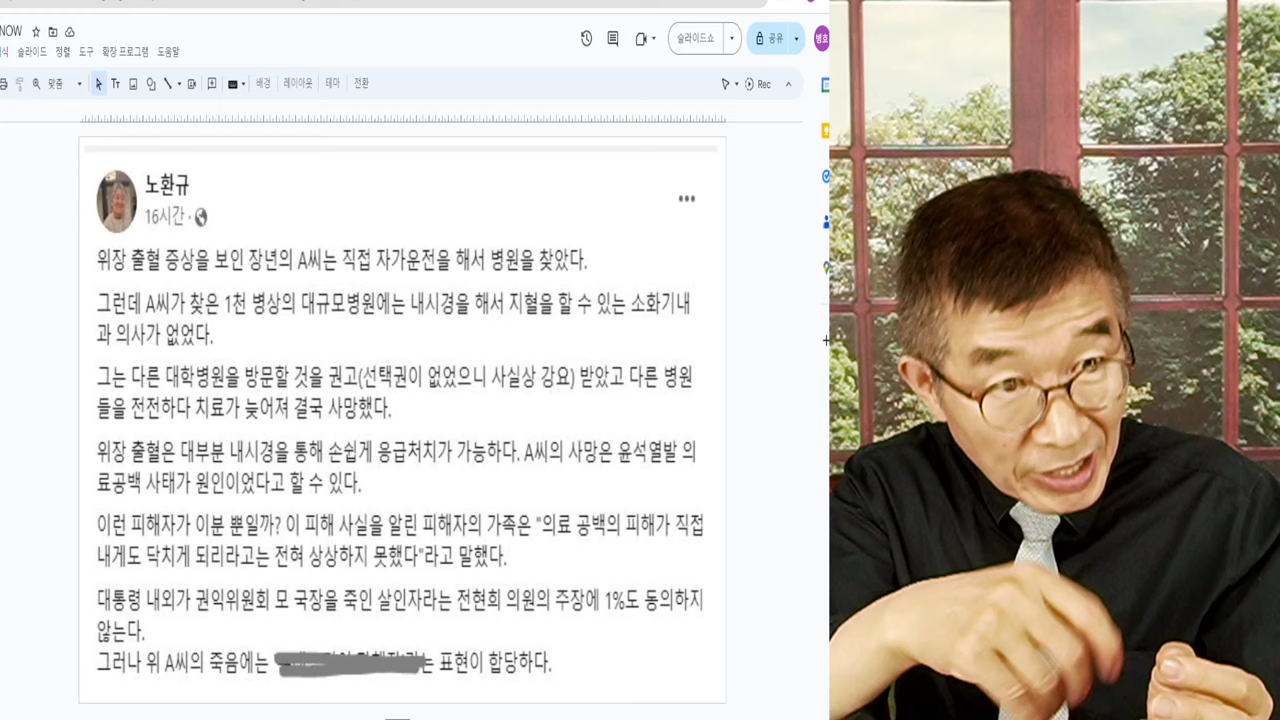 NOW
슬라이드 정렬 도구 확장 프로그램 도움말
슬라이드쇼
공유
범호
맞춤
Tт
배경 레이아웃 테마 전환
Rec
노환규
16시간 ·
위장 출혈 증상을 보인 장년의 A씨는 직접 자가운전을 해서 병원을 찾았다.
그런데 A씨가 찾은 1천 병상의 대규모병원에는 내시경을 해서 지혈을 할 수 있는 소화기내
과 의사가 없었다.
그는 다른 대학병원을 방문할 것을 권고(선택권이 없었으니 사실상 강요) 받았고 다른 병원
들을 전전하다 치료가 늦어져 결국 사망했다.
위장 출혈은 대부분 내시경을 통해 손쉽게 응급처치가 가능하다. A씨의 사망은 윤석열발 의
료공백 사태가 원인이었다고 할 수 있다.
이런 피해자가 이분 뿐일까? 이 피해 사실을 알린 피해자의 가족은 "의료 공백의 피해가 직접
내게도 닥치게 되리라고는 전혀 상상하지 못했다"라고 말했다.
대통령 내외가 권익위원회 모 국장을 죽인 살인자라는 전현희 의원의 주장에 1%도 동의하지
않는다.
그러나 위 A씨의 죽음에는 는 표현이 합당하다.